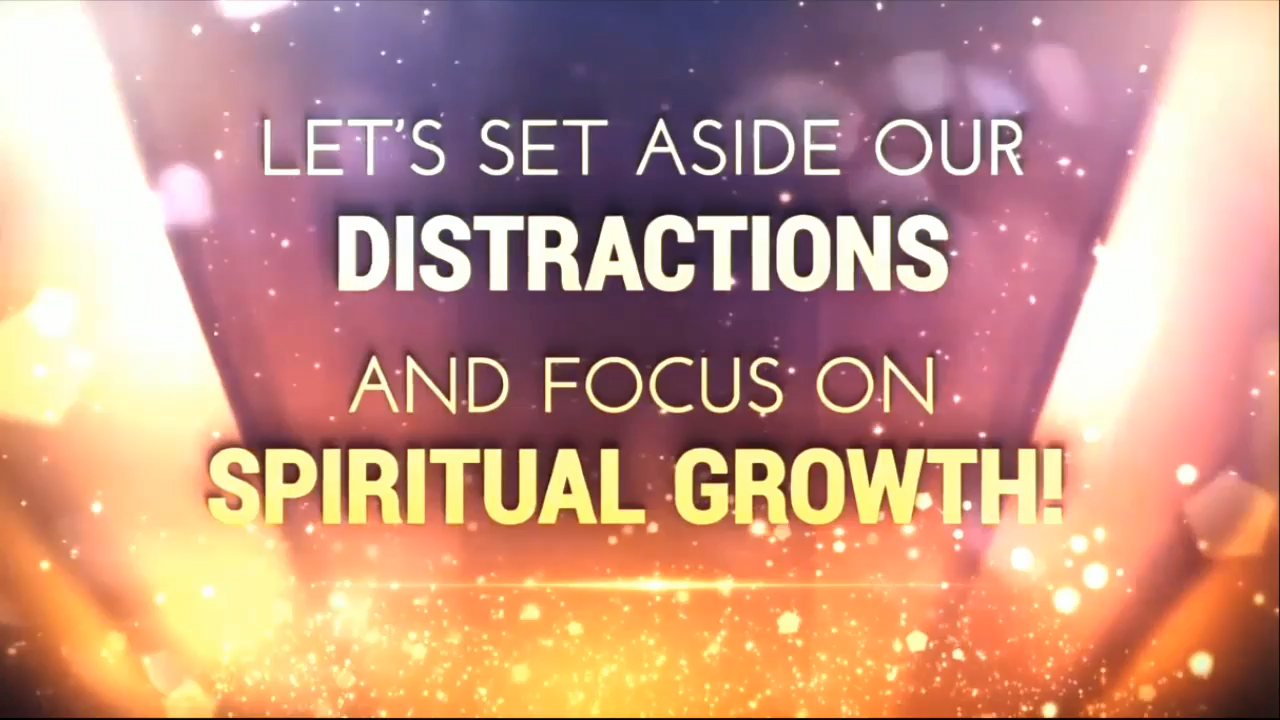 LET'S SET ASIDE OUR
DISTRACTIONS
AND FOCUS ON
SPIRITUAL GROWTH!